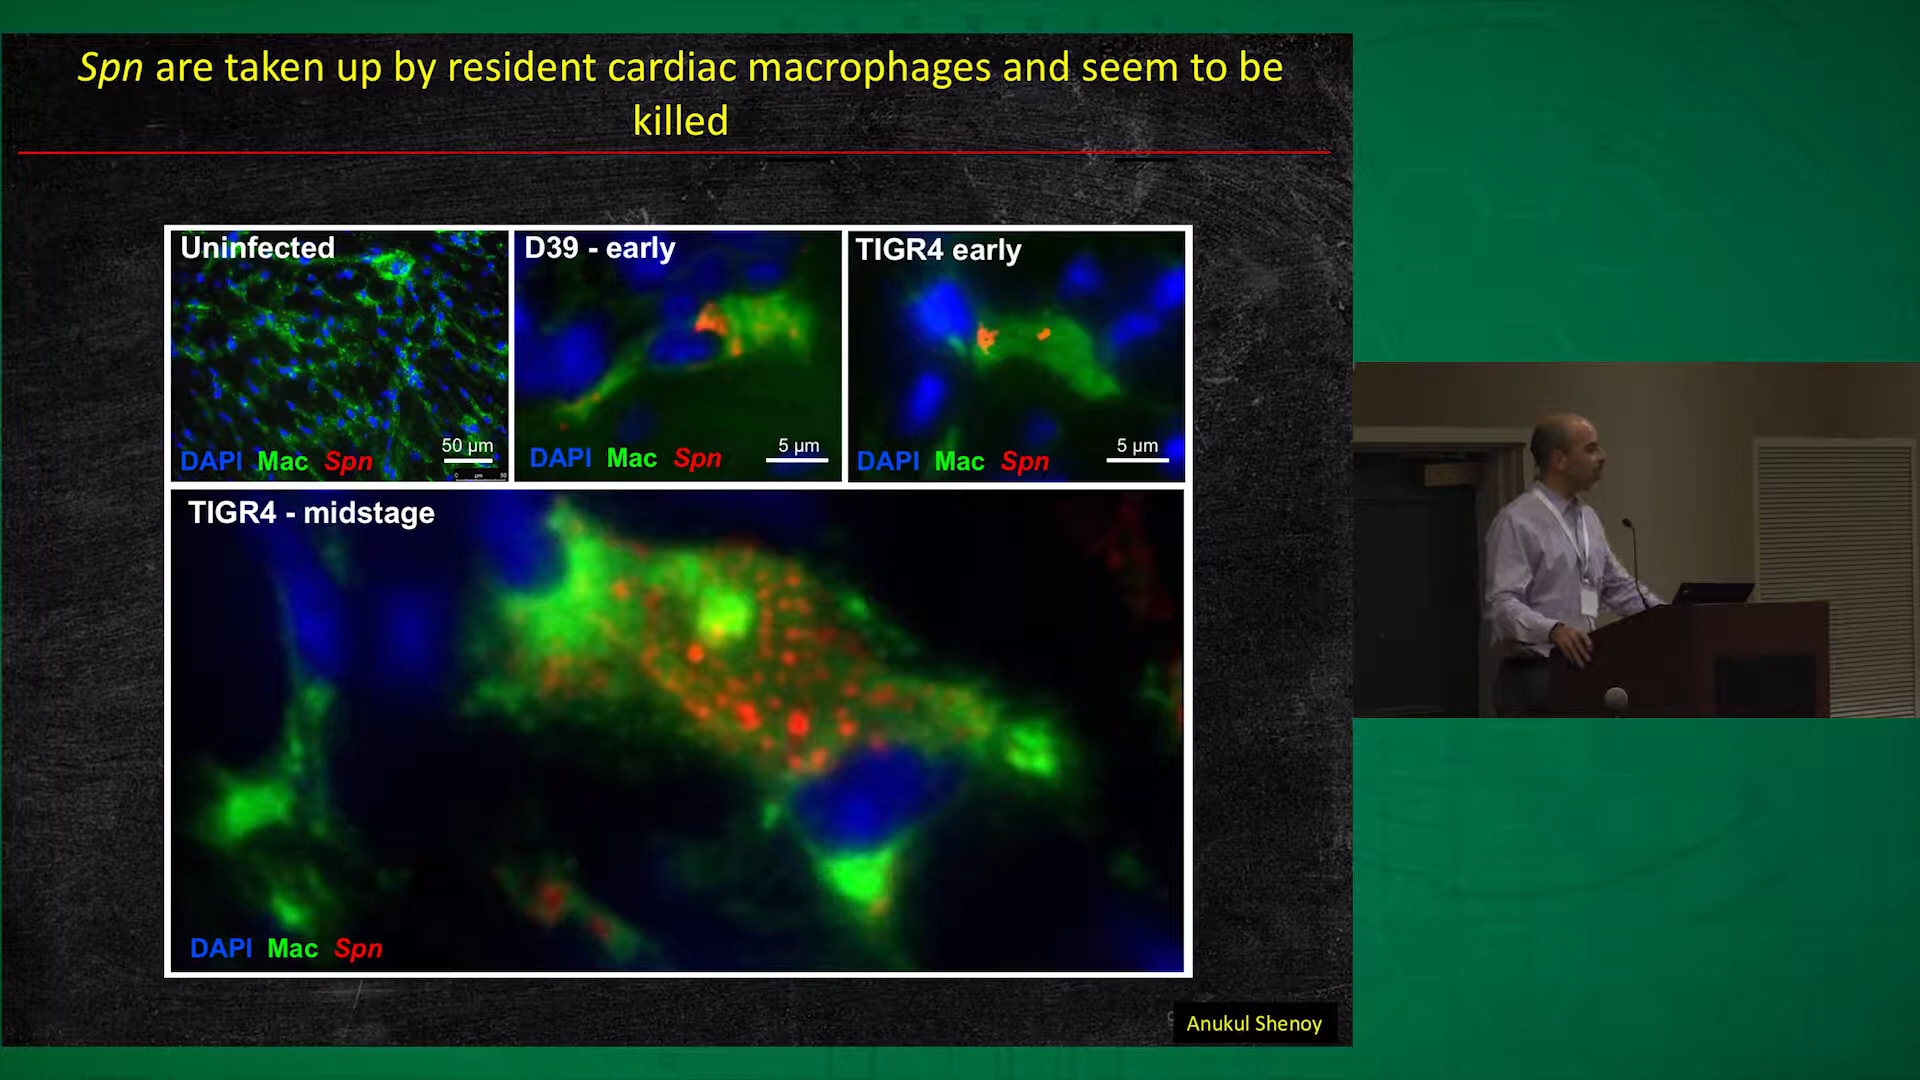 Spn are taken up by resident cardiac macrophages and seem to be
killed
Uninfected
50 µm
DAPI Mac Spn
D39 - early
5 µm
DAPI Mac Spn
TIGR4 early
5 µm
DAPI Mac Spn
TIGR4 - midstage
DAPI Mac Spn
Anukul Shenoy